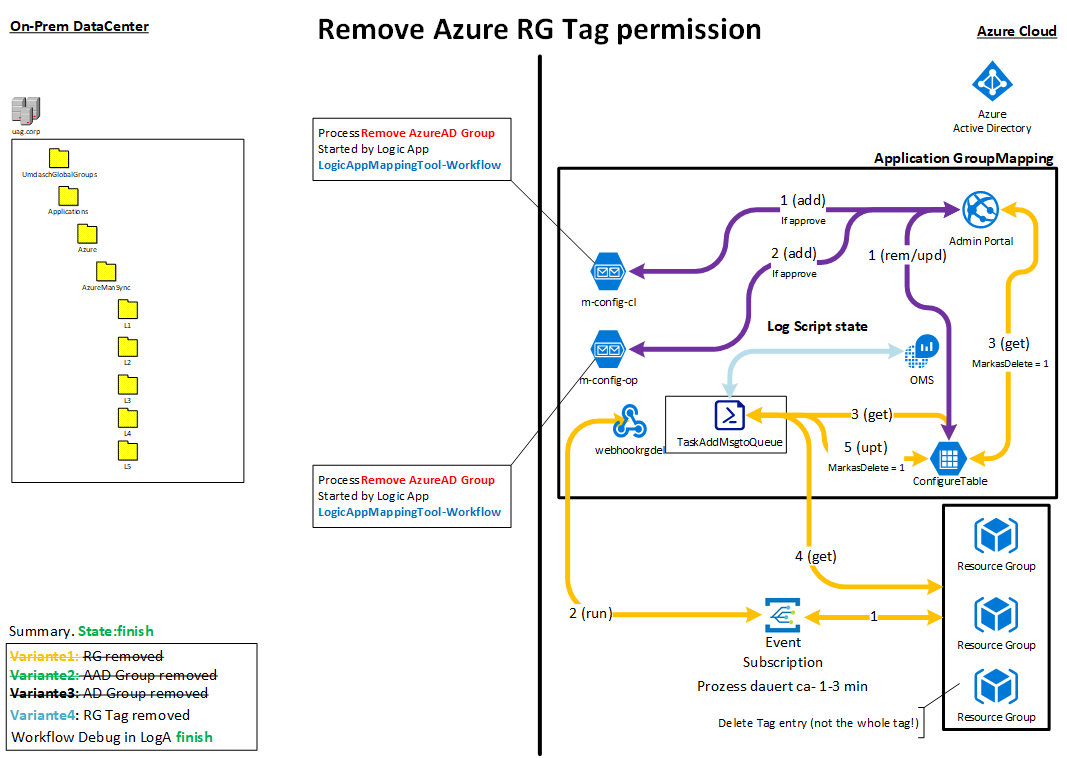 On-Prem DataCenter
Remove Azure RG Tag permission
Azure Cloud
Azure
Active Directory
uag.corp
UmdaschGlobalGroups
Applications
Azure
AzureManSync
L1
L2
L3
L4
L5
Process Remove AzureAD Group
Started by Logic App
LogicAppMappingTool-Workflow
Application GroupMapping
1 (add)
If approve
Admin Portal
2 (add)
If approve
1 (rem/upd)
m-config-cl
Log Script state
3 (get)
MarkasDelete = 1
m-config-op
OMS
3 (get)
TaskAddMsgtoQueue
webhookrgdel
5 (upt)
MarkasDelete = 1
ConfigureTable
Process Remove AzureAD Group
Started by Logic App
LogicAppMappingTool-Workflow
4 (get)
Resource Group
2 (run)
1
Event
Subscription
Resource Group
Prozess dauert ca- 1-3 min
Resource Group
Delete Tag entry (not the whole tag!)
Summary. State:finish
Variante1: RG removed
Variante2: AAD Group removed
Variante3: AD Group removed
Variante4: RG Tag removed
Workflow Debug in LogA finish